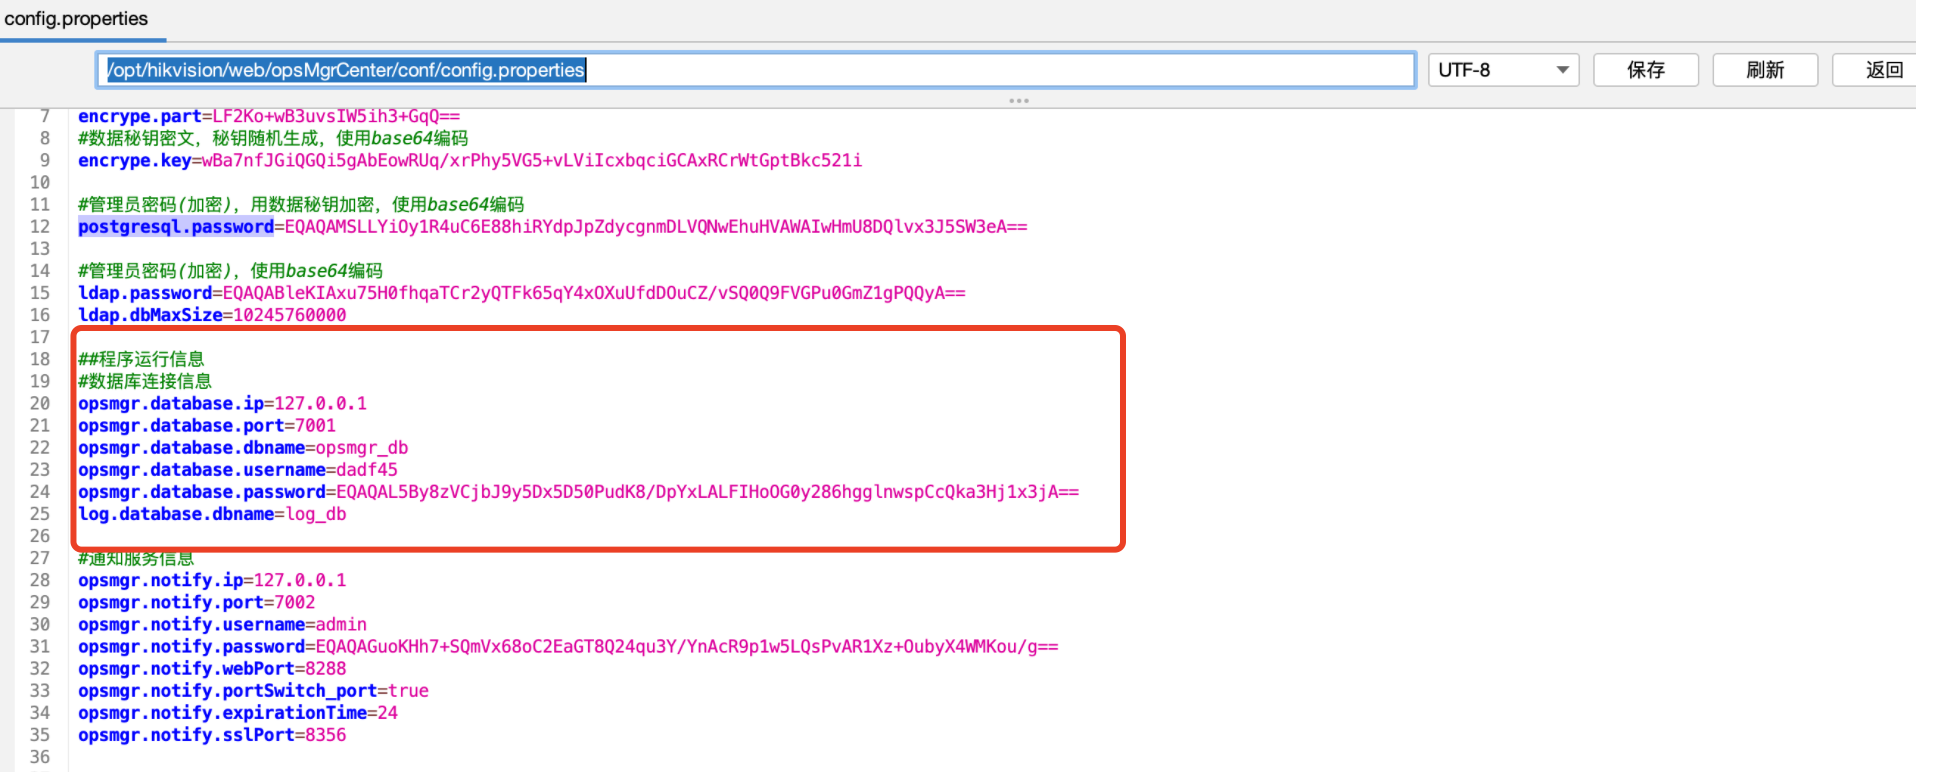 config.properties
/opt/hikvision/web/opsMgrCenter/conf/config.properties UTF-8 保存 刷新 返回
7 encrype.part=LF2Ko+wB3uvsIW5ih3+GqQ==
8 #数据秘钥密文，秘钥随机生成，使用base64编码
9 encrype.key=wBa7nfJGiQGQi5gAbEowRUq/xrPhy5VG5+vLViIcxbqciGCAxRCrWtGptBkc521i
10
11 #管理员密码(加密)，用数据秘钥加密，使用base64编码
12 postgresql.password=EQAQAMSLLYiOy1R4uC6E88hiRYdpJpZdycgnmDLVQNwEhuHVAWAIwHmU8DQlvx3J5SW3eA==
13
14 #管理员密码(加密)，使用base64编码
15 ldap.password=EQAQABleKIAxu75H0fhqaTCr2yQTFk65qY4xOXuUfdDOuCZ/vSQ0Q9FVGPu0GmZ1gPQQyA==
16 ldap.dbMaxSize=10245760000
17
18 ##程序运行信息
19 #数据库连接信息
20 opsmgr.database.ip=127.0.0.1
21 opsmgr.database.port=7001
22 opsmgr.database.dbname=opsmgr_db
23 opsmgr.database.username=dadf45
24 opsmgr.database.password=EQAQAL5By8zVCjbJ9y5Dx5D50PudK8/DpYxLALFIHoOG0y286hgglnwspCcQka3Hj1x3jA==
25 log.database.dbname=log_db
26
27 #通知服务信息
28 opsmgr.notify.ip=127.0.0.1
29 opsmgr.notify.port=7002
30 opsmgr.notify.username=admin
31 opsmgr.notify.password=EQAQAGuoKHh7+SQmVx68oC2EaGT8Q24qu3Y/YnAcR9p1w5LQsPvAR1Xz+OubyX4WMKou/g==
32 opsmgr.notify.webPort=8288
33 opsmgr.notify.portSwitch_port=true
34 opsmgr.notify.expirationTime=24
35 opsmgr.notify.sslPort=8356
36